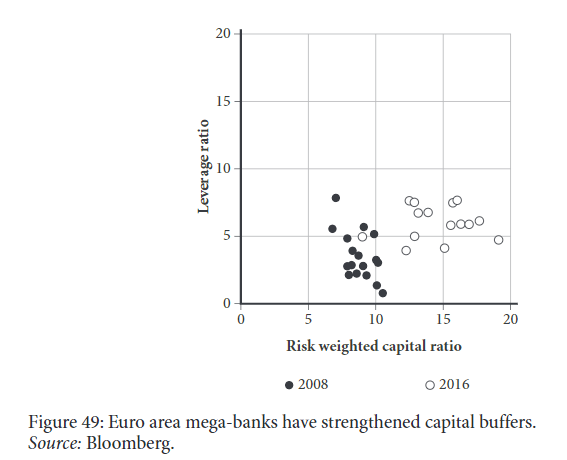 20
15
10
5
0
Leverage ratio
0 5 10 15 20
Risk weighted capital ratio
2008 2016
Figure 49: Euro area mega-banks have strengthened capital buffers.
Source: Bloomberg.